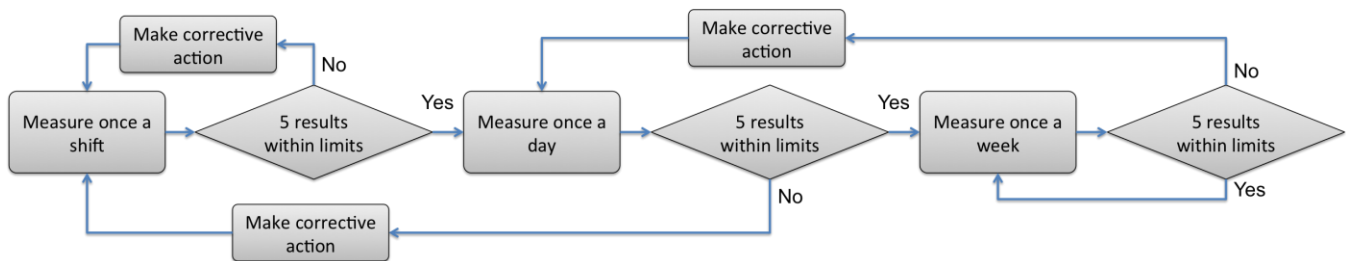 Make corrective
action
No
Make corrective
action
No
Measure once a
shift
5 results
within limits
Yes
Measure once a
day
5 results
within limits
Yes
Measure once a
week
5 results
within limits
Yes
No
Make corrective
action